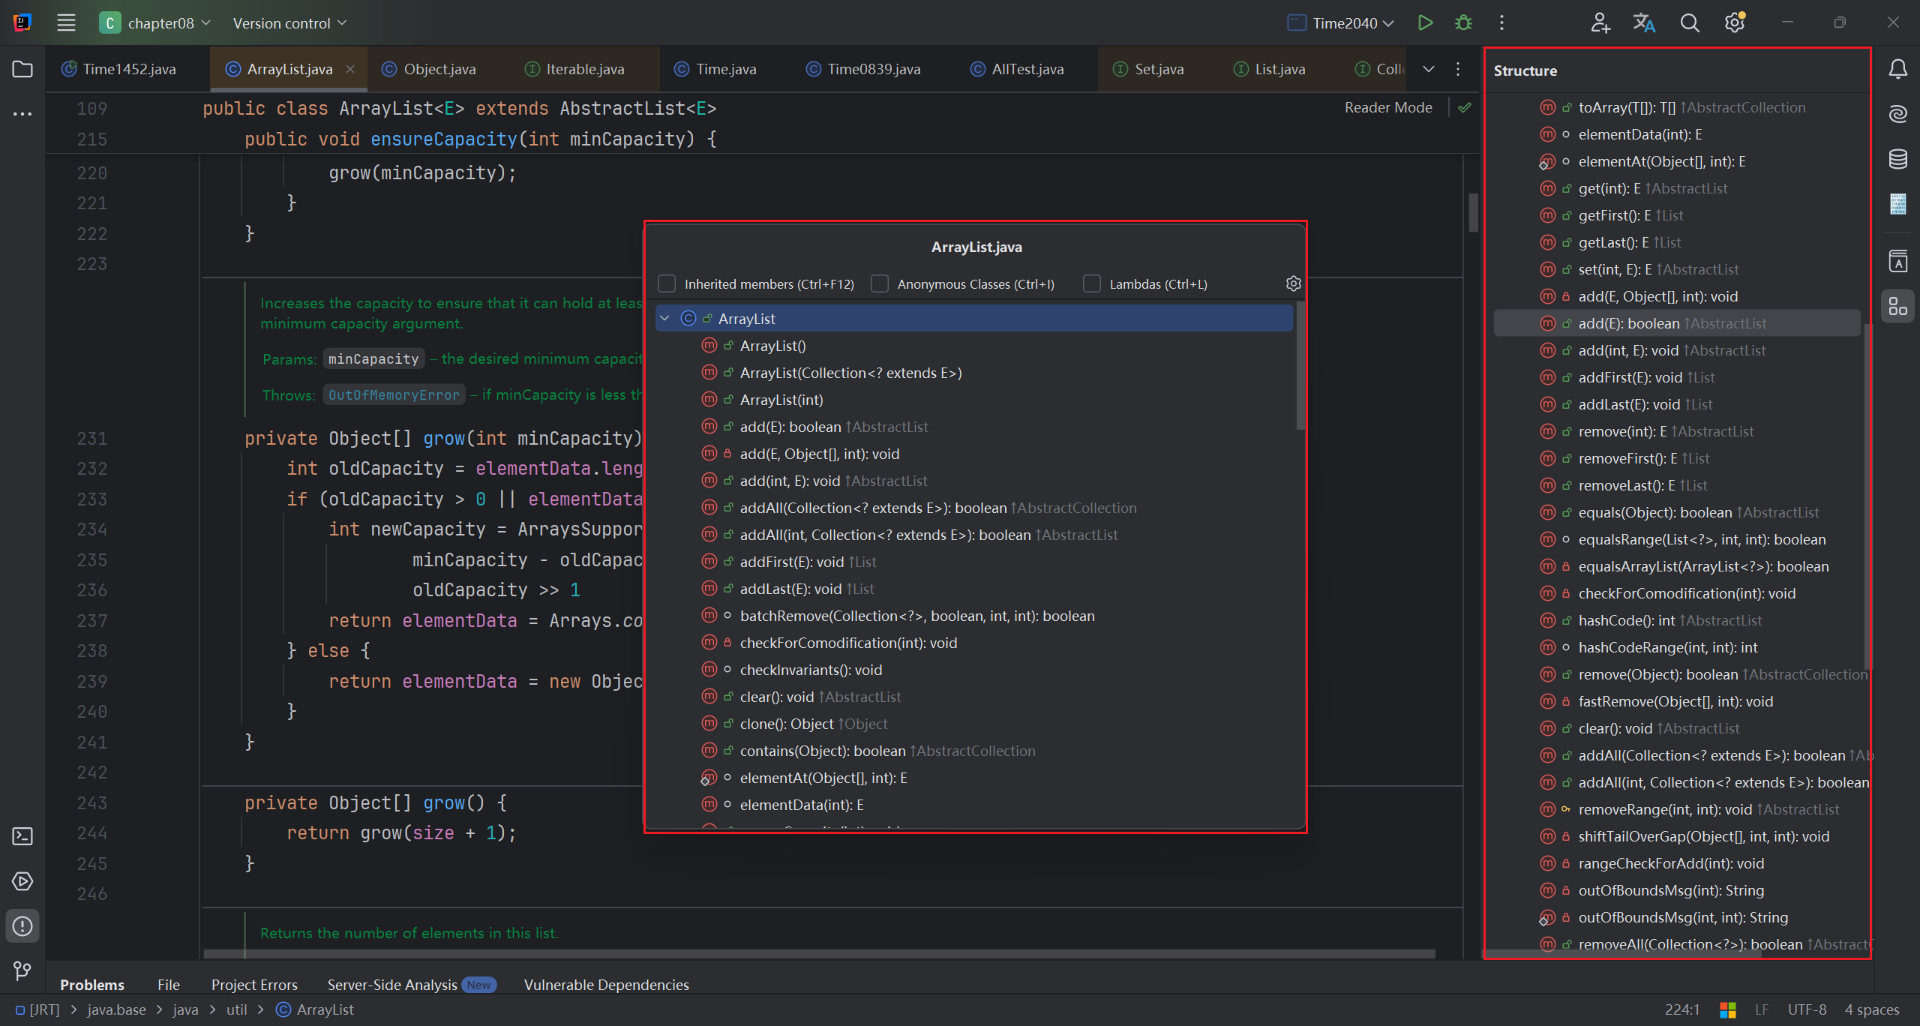 C chapter08 Version control Time2040
Time1452.java ArrayList.java Object.java Iterable.java Time.java Time0839.java AllTest.java Set.java List.java
109 public class ArrayList<E> extends AbstractList<E>
Reader Mode
215 public void ensureCapacity(int minCapacity) {
220 grow(minCapacity);
221 }
222 }
223
Increases the capacity to ensure that it can hold at leas
minimum capacity argument.
Params: minCapacity – the desired minimum capacit
Throws: OutOfMemoryError – if minCapacity is less th
231 private Object[] grow(int minCapacity)
232 int oldCapacity = elementData.leng
233 if (oldCapacity > 0 || elementData
234 int newCapacity = ArraysSuppor
235 minCapacity - oldCapac
236 oldCapacity >> 1
237 return elementData = Arrays.co
238 } else {
239 return elementData = new Objec
240 }
241 }
242
243 private Object[] grow() {
244 return grow(size + 1);
245 }
246
Returns the number of elements in this list.
ArrayList.java
Inherited members (Ctrl+F12) Anonymous Classes (Ctrl+I) Lambdas (Ctrl+L)
ArrayList
ArrayList()
ArrayList(Collection<? extends E>)
ArrayList(int)
add(E): boolean ↑AbstractList
add(E, Object[], int): void
add(int, E): void ↑AbstractList
addAll(Collection<? extends E>): boolean ↑AbstractCollection
addAll(int, Collection<? extends E>): boolean ↑AbstractList
addFirst(E): void ↑List
addLast(E): void ↑List
batchRemove(Collection<?>, boolean, int, int): boolean
checkForComodification(int): void
checkInvariants(): void
clear(): void ↑AbstractList
clone(): Object ↑Object
contains(Object): boolean ↑AbstractCollection
elementAt(Object[], int): E
elementData(int): E
Structure
toArray(T[]): T[] ↑AbstractCollection
elementData(int): E
elementAt(Object[], int): E
get(int): E ↑AbstractList
getFirst(): E ↑List
getLast(): E ↑List
set(int, E): E ↑AbstractList
add(E, Object[], int): void
add(E): boolean ↑AbstractList
add(int, E): void ↑AbstractList
addFirst(E): void ↑List
addLast(E): void ↑List
remove(int): E ↑AbstractList
removeFirst(): E ↑List
removeLast(): E ↑List
equals(Object): boolean ↑AbstractList
equalsRange(List<?>, int, int): boolean
equalsArrayList(ArrayList<?>): boolean
checkForComodification(int): void
hashCode(): int ↑AbstractList
hashCodeRange(int, int): int
remove(Object): boolean ↑AbstractCollection
fastRemove(Object[], int): void
clear(): void ↑AbstractList
addAll(Collection<? extends E>): boolean ↑Ab
addAll(int, Collection<? extends E>): boolean
removeRange(int, int): void ↑AbstractList
shiftTailOverGap(Object[], int, int): void
rangeCheckForAdd(int): void
outOfBoundsMsg(int): String
outOfBoundsMsg(int, int): String
removeAll(Collection<?>): boolean ↑Abstract
Problems File Project Errors Server-Side Analysis New Vulnerable Dependencies
[JRT] > java.base > java > util > ArrayList
224:1 LF UTF-8 4 spaces